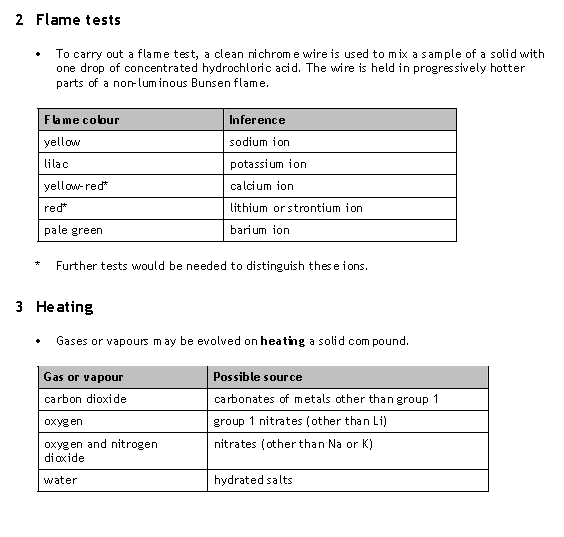 2 Flame tests
• To carry out a flame test, a clean nichrome wire is used to mix a sample of a solid with
one drop of concentrated hydrochloric acid. The wire is held in progressively hotter
parts of a non-luminous Bunsen flame.
Flame colour Inference
yellow sodium ion
lilac potassium ion
yellow-red* calcium ion
red* lithium or strontium ion
pale green barium ion
* Further tests would be needed to distinguish these ions.
3 Heating
• Gases or vapours may be evolved on heating a solid compound.
Gas or vapour Possible source
carbon dioxide carbonates of metals other than group 1
oxygen group 1 nitrates (other than Li)
oxygen and nitrogen nitrates (other than Na or K)
dioxide
water hydrated salts